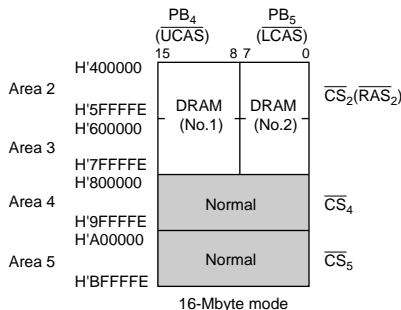 PB4 PB5
(UCAS) (LCAS)
15 8 7 0
H'400000
Area 2
H'5FFFFE
H'600000
Area 3
H'7FFFFE
H'800000
Area 4
H'9FFFFE
H'A00000
Area 5
H'BFFFFE
DRAM DRAM
(No.1) (No.2)
CS2(RAS2)
Normal
CS4
Normal
CS5
16-Mbyte mode